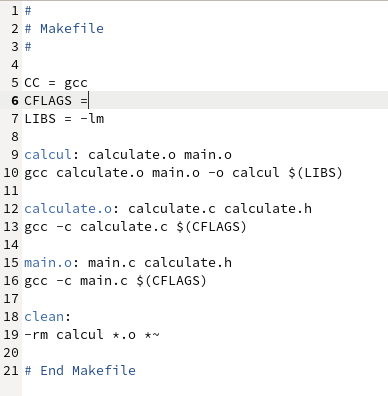 1 #
2 # Makefile
3 #
4
5 CC = gcc
6 CFLAGS =
7 LIBS = -lm
8
9 calcul: calculate.o main.o
10 gcc calculate.o main.o -o calcul $(LIBS)
11
12 calculate.o: calculate.c calculate.h
13 gcc -c calculate.c $(CFLAGS)
14
15 main.o: main.c calculate.h
16 gcc -c main.c $(CFLAGS)
17
18 clean:
19 -rm calcul *.o *~
20
21 # End Makefile